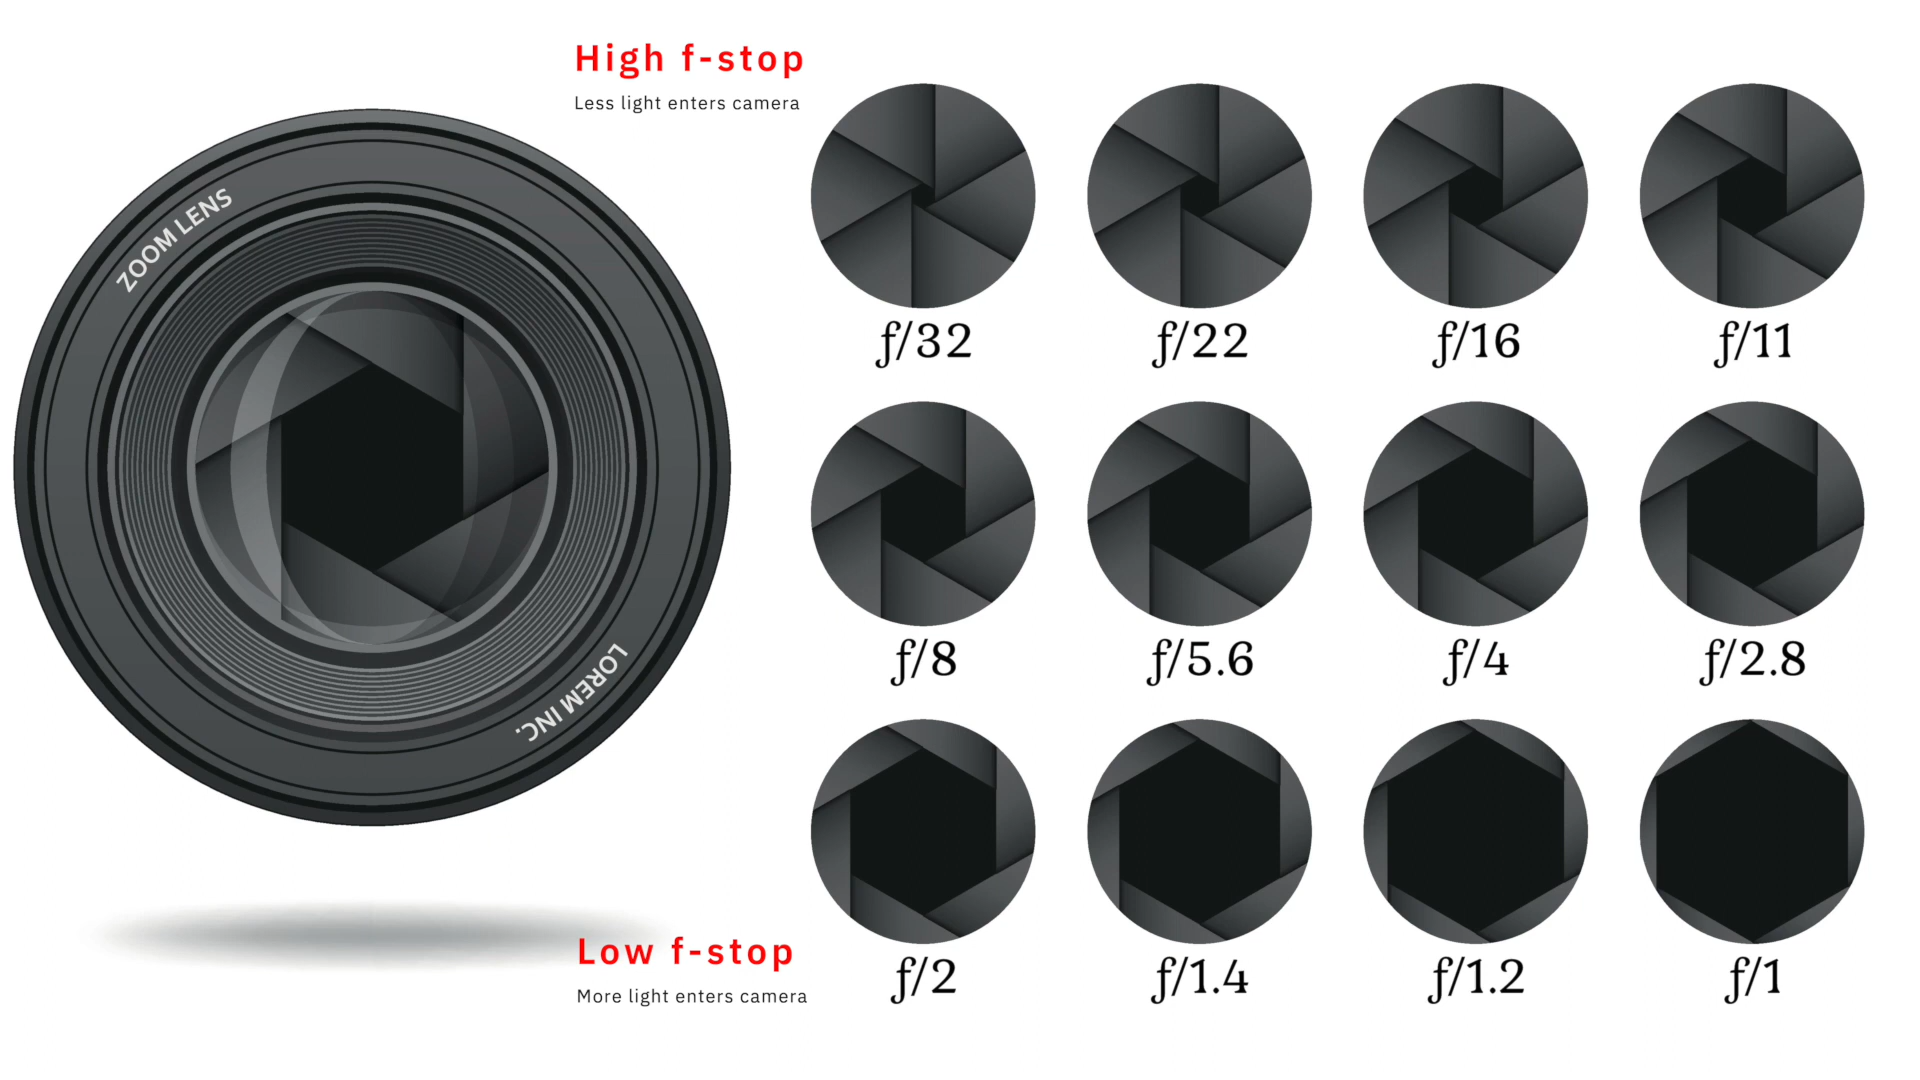 High f-stop
Less light enters camera
ZOOM LENS
LOREM INC.
f/32
f/22
f/16
f/11
f/8
f/5.6
f/4
f/2.8
Low f-stop
More light enters camera
f/2
f/1.4
f/1.2
f/1